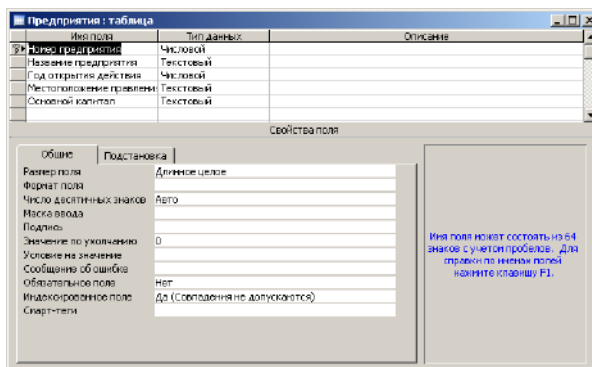 Предприятия : таблица
Имя поля Тип данных Описание
Номер предприятия Числовой
Название предприятия Текстовый
Год открытия действия Числовой
Местоположение правлени Текстовый
Основной капитал Текстовый
Свойства поля
Общие Подстановка
Размер поля Длинное целое
Формат поля
Число десятичных знаков Авто
Маска ввода
Подпись
Значение по умолчанию 0
Условие на значение
Сообщение об ошибке
Обязательное поле Нет
Индексированное поле Да (Совпадения не допускаются)
Смарт-теги
Имя поля может состоять из 64
знаков с учетом пробелов. Для
справки по именам полей
нажмите клавишу F1.